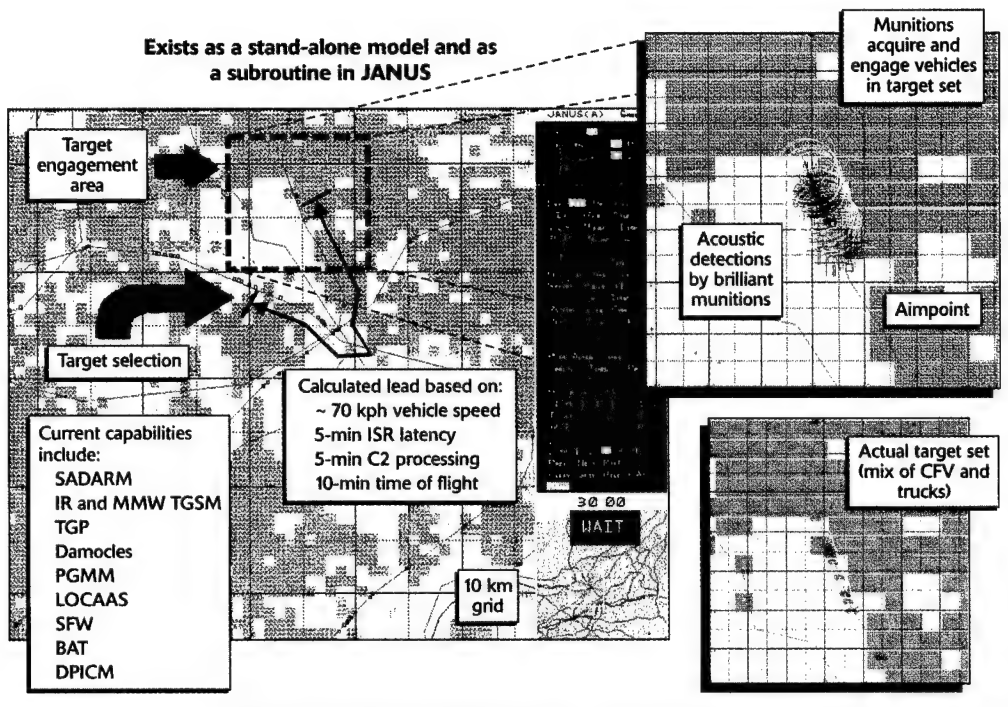 Exists as a stand-alone model and as
a subroutine in JANUS
Munitions
acquire and
engage vehicles
in target set
Target
engagement
area
JANUS(A)
Acoustic
detections
by brilliant
munitions
Aimpoint
Target selection
Calculated lead based on:
~ 70 kph vehicle speed
5-min ISR latency
5-min C2 processing
10-min time of flight
Current capabilities
include:
SADARM
IR and MMW TGSM
TGP
Damocles
PGMM
LOCAAS
SFW
BAT
DPICM
Actual target set
(mix of CFV and
trucks)
30 00
WAIT
10 km
grid